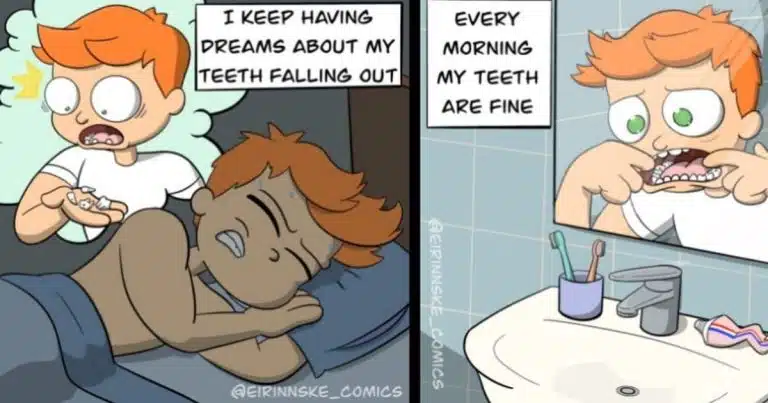 I KEEP HAVING
DREAMS ABOUT MY
TEETH FALLING OUT
@EIRINNSKE_COMICS
EVERY
MORNING
MY TEETH
ARE FINE
@EIRINNSKE_COMICS